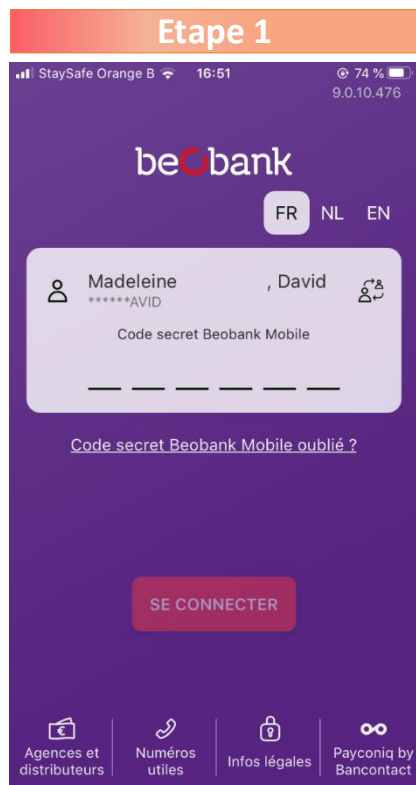 Etape 1
StaySafe Orange B 16:51 74 %
9.0.10.476
beobank
FR NL EN
Madeleine , David
******AVID
Code secret Beobank Mobile
Code secret Beobank Mobile oublié ?
SE CONNECTER
Agences et distributeurs
Numéros utiles
Infos légales
Payconiq by Bancontact